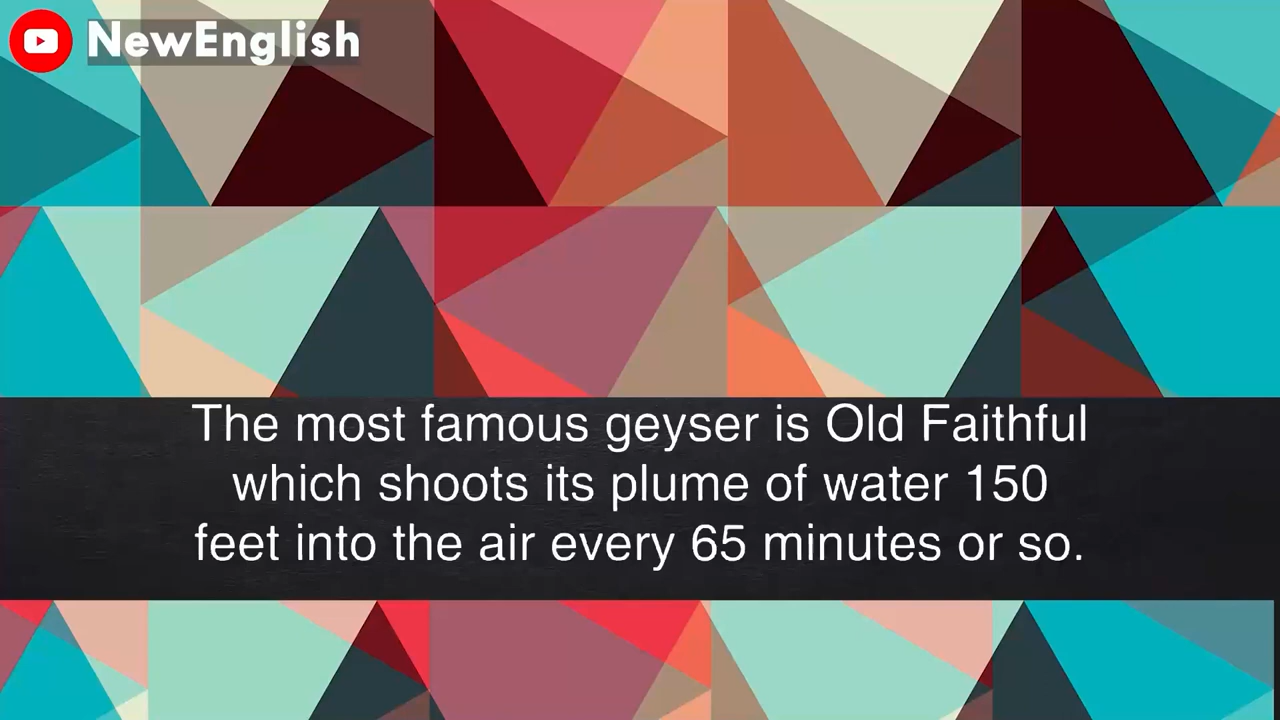 NewEnglish
The most famous geyser is Old Faithful
which shoots its plume of water 150
feet into the air every 65 minutes or so.